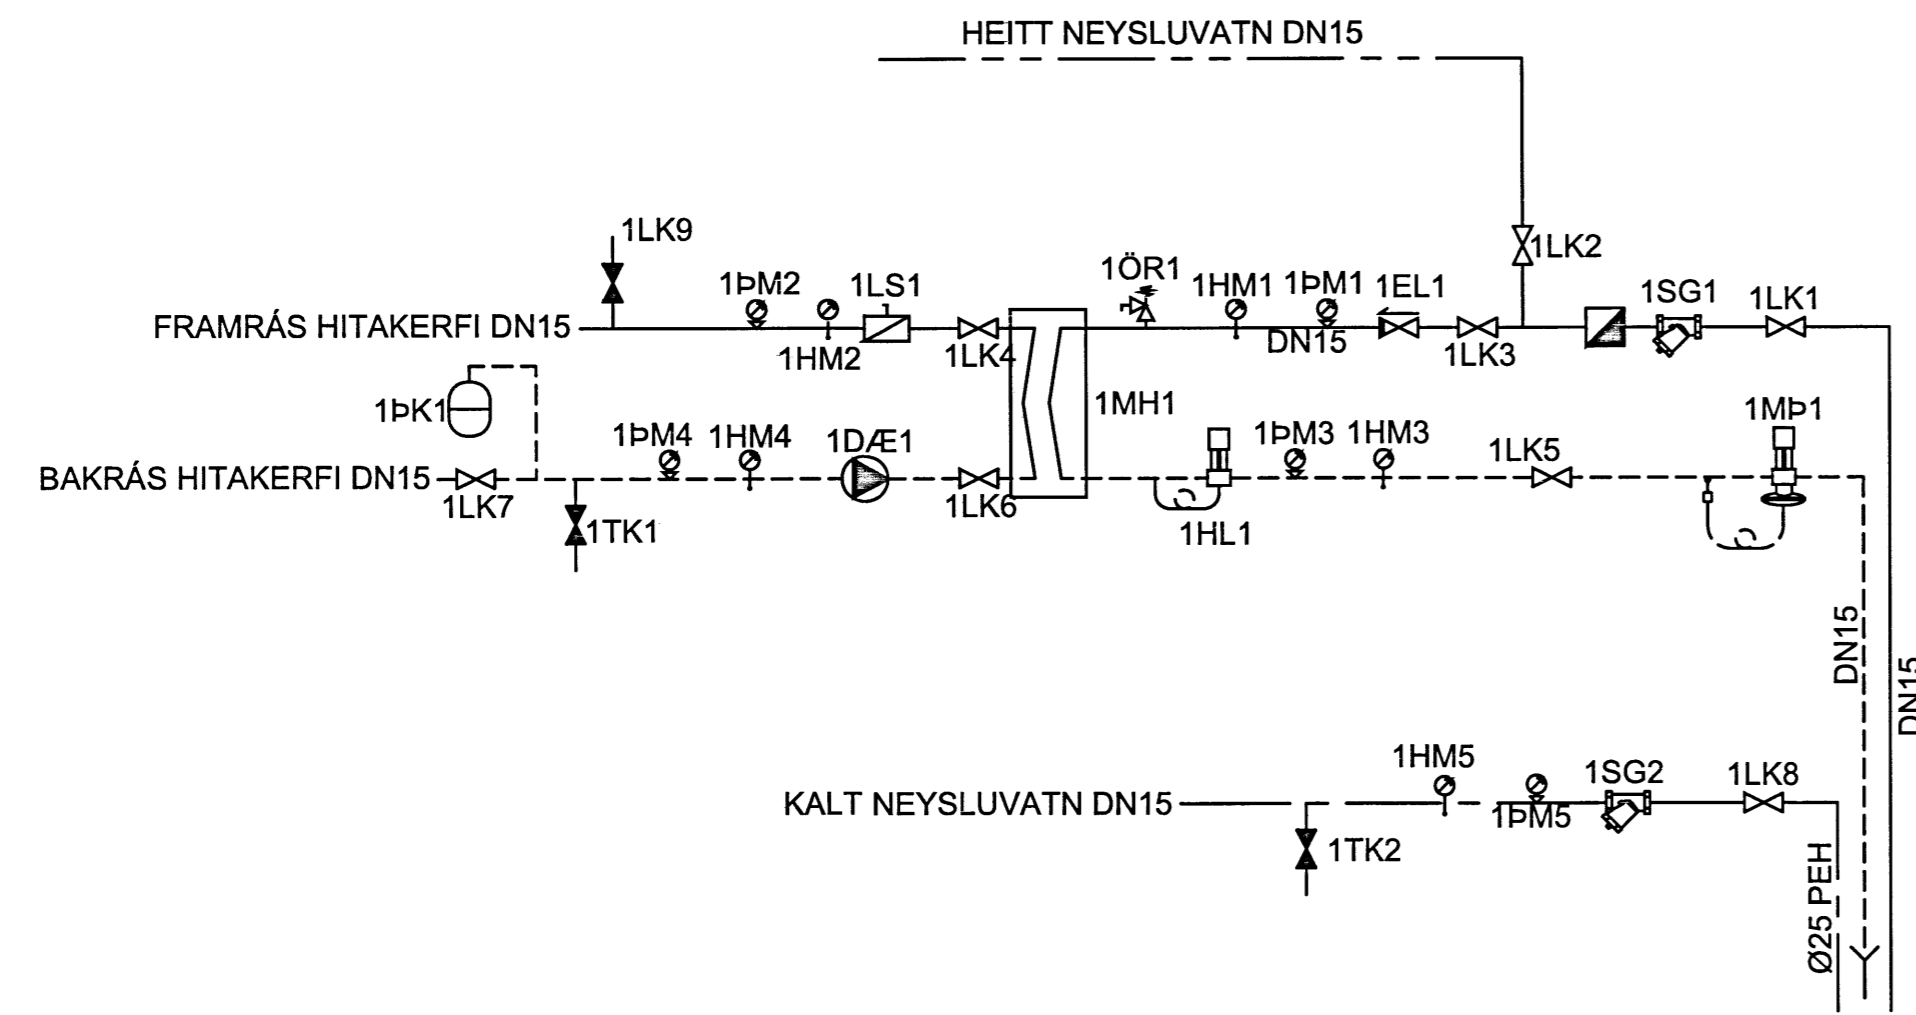 HEITT NEYSLUVATN DN15
1LK9
1LK2
1ÞM2
1LS1
1ÖR1
1HM1
1ÞM1
1EL1
1SG1
1LK1
FRAMRÁS HITAKERFI DN15
1HM2
1LK4
DN15
1LK3
1ÞK1
1MH1
1MÞ1
1ÞM4
1HM4
1DÆ1
1ÞM3
1HM3
1LK5
BAKRÁS HITAKERFI DN15
1LK7
1TK1
1LK6
1HL1
DN15
DN15
1HM5
1SG2
1LK8
KALT NEYSLUVATN DN15
1ÞM5
1TK2
Ø25 PEH